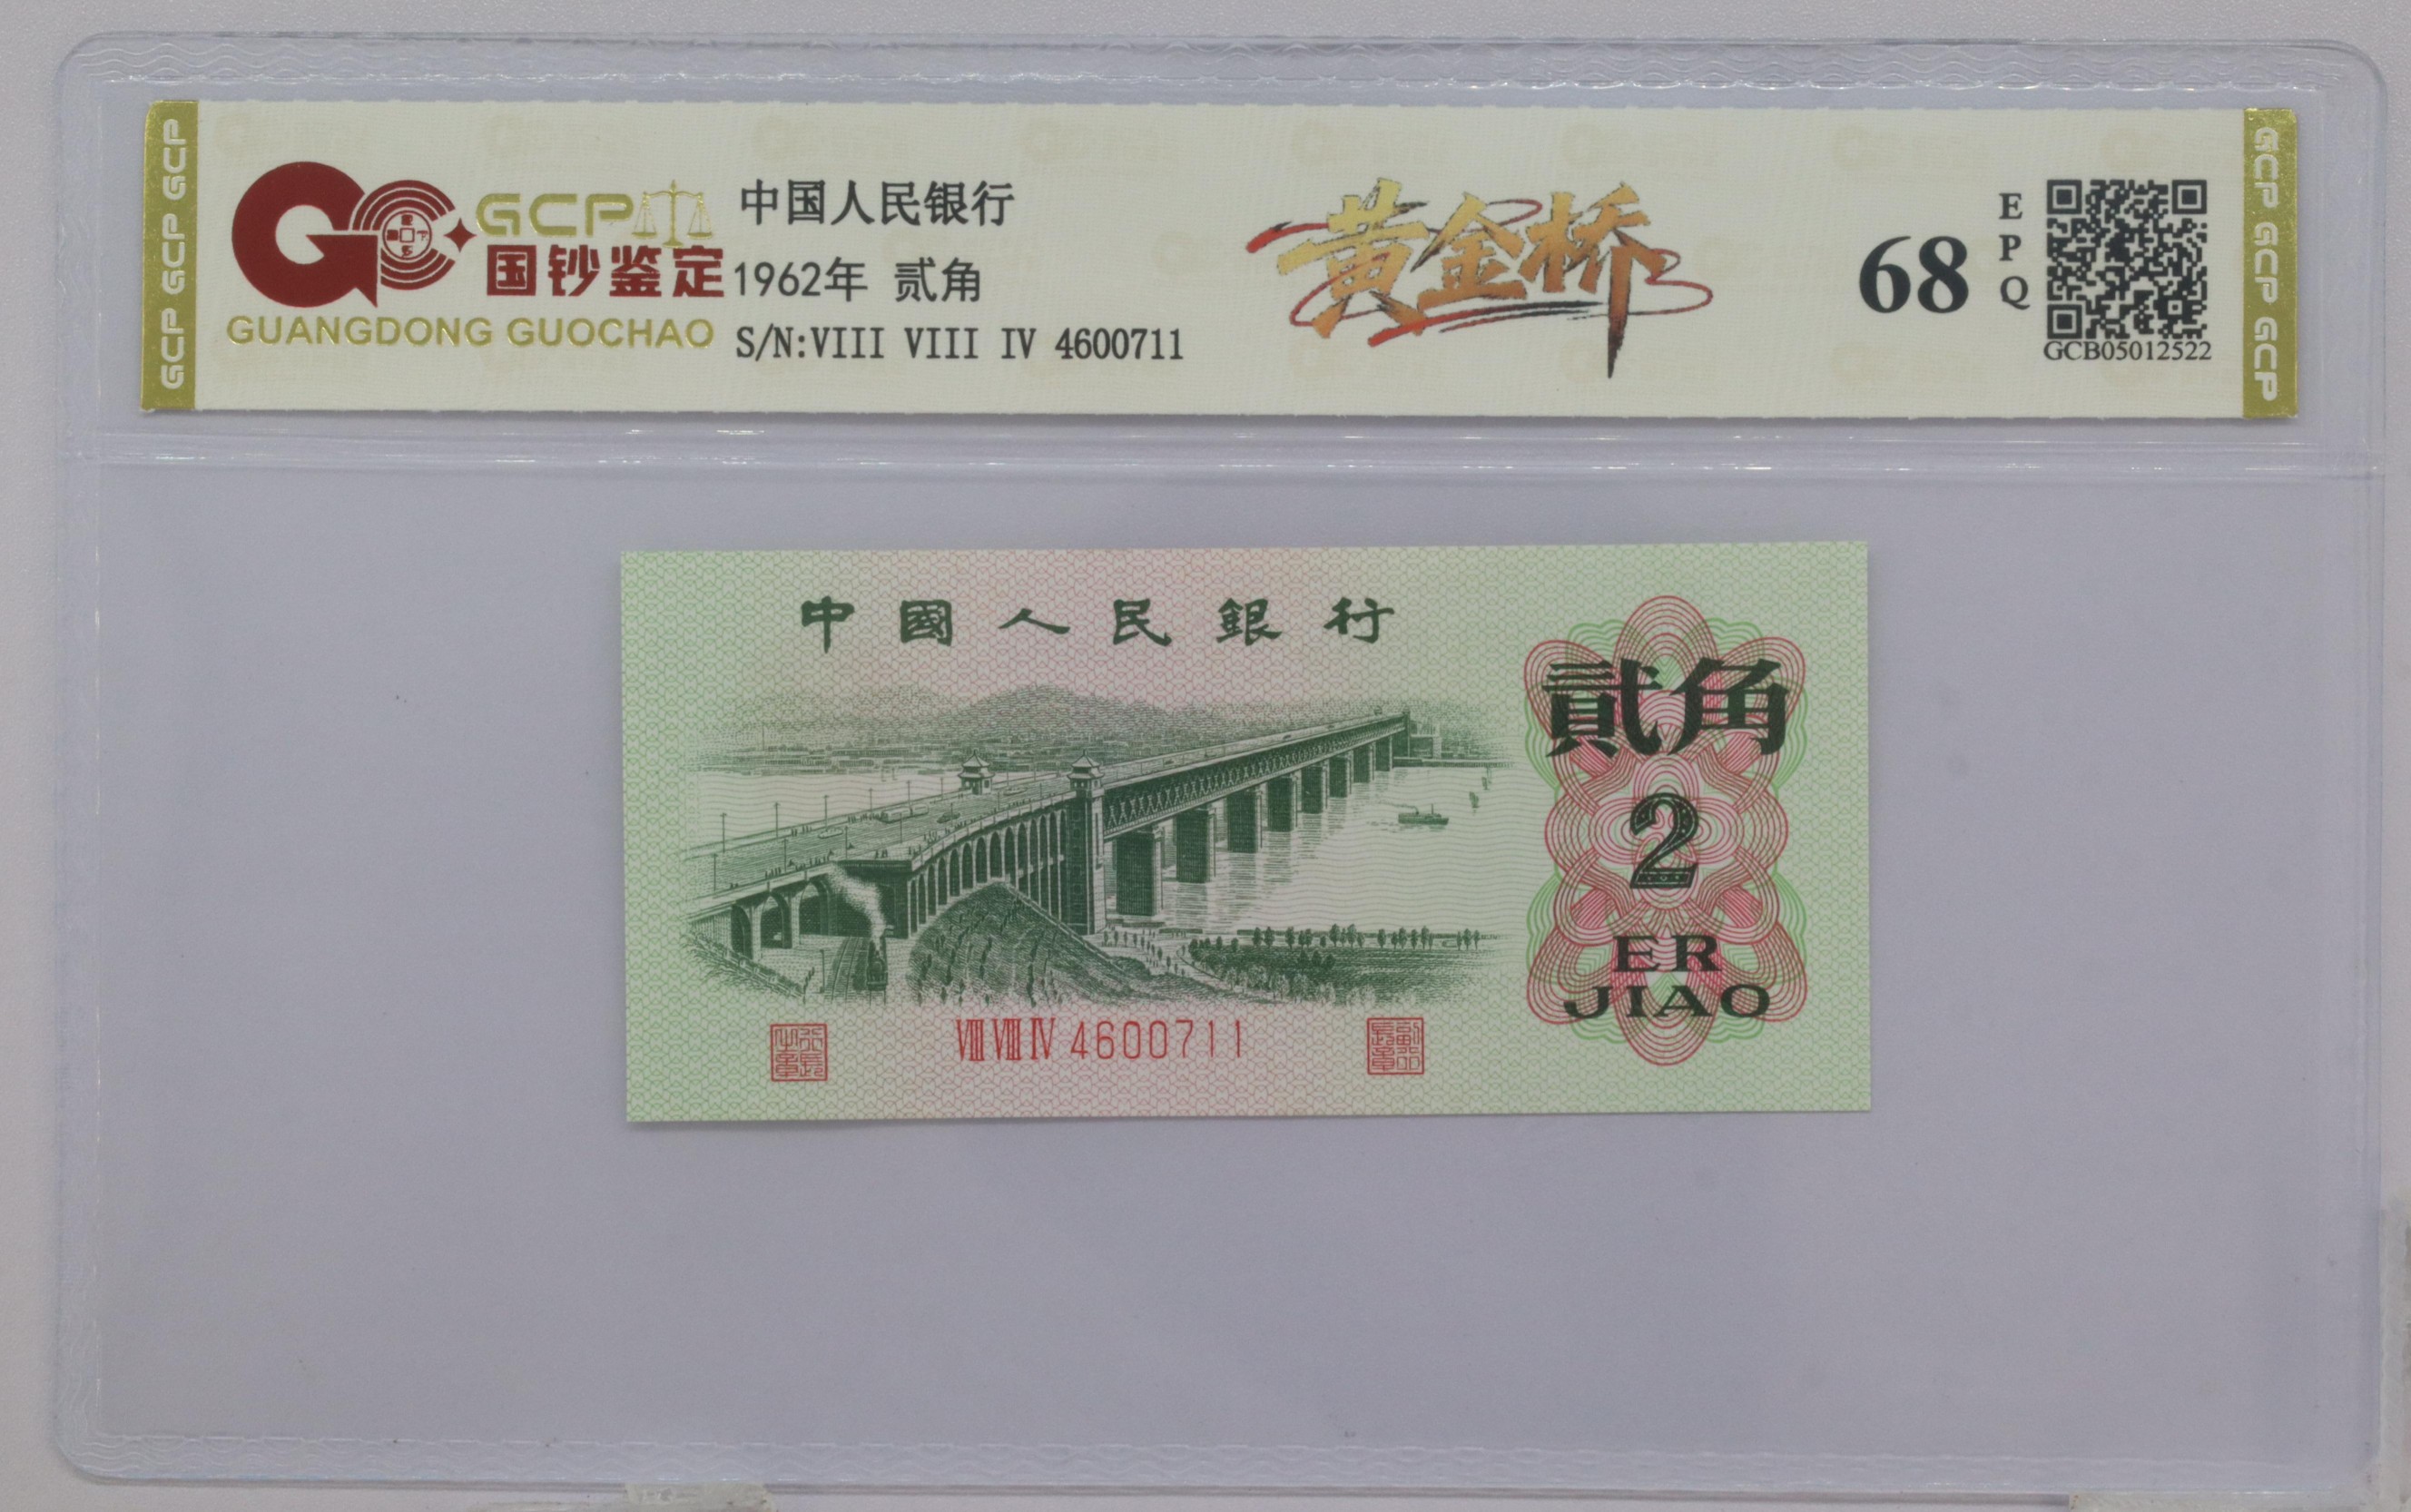 GCP GCP GCP
GCP
国钞鉴定
GUANGDONG GUOCHAO
中国人民银行
1962年 贰角
S/N:VIII VIII IV 4600711
黄金桥
68
EPQ
GCB05012522
GCP GCP GCP
中國人民銀行
貳角
2
ER
JIAO
VIII VIII IV 4600711